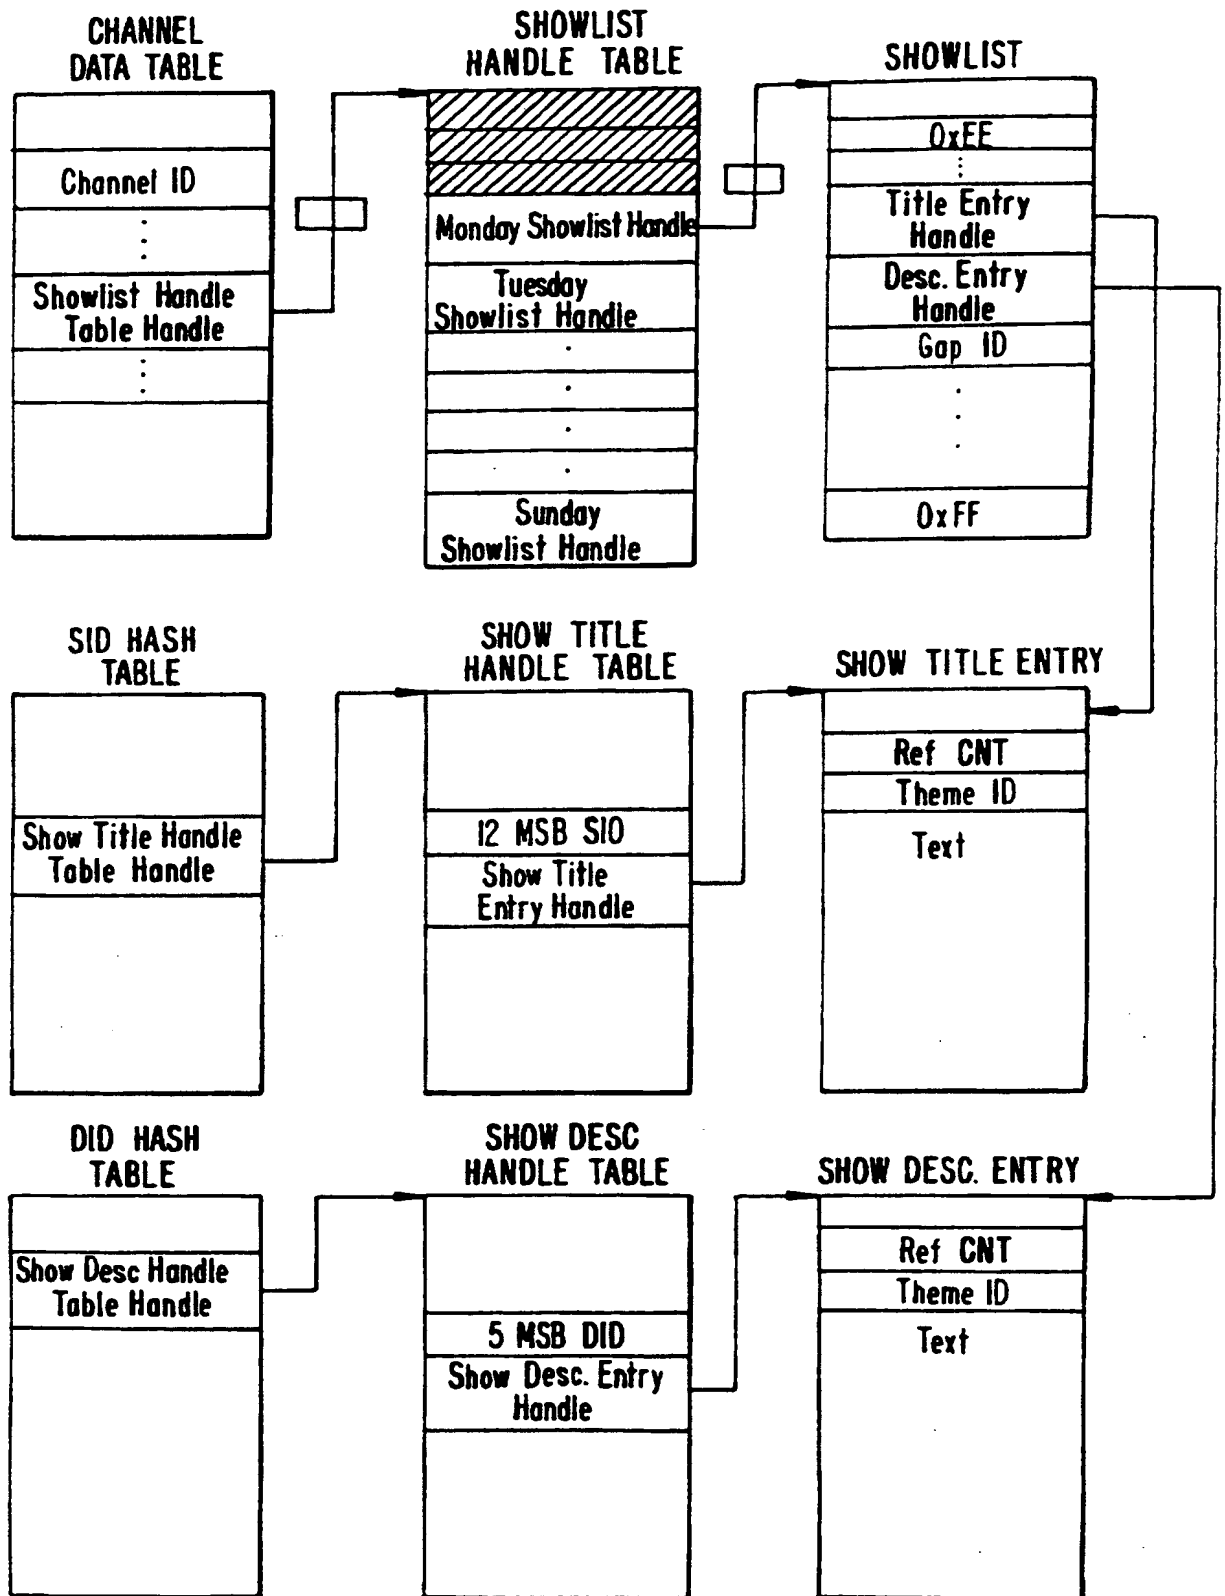 CHANNEL
DATA TABLE
Channel ID
Showlist Handle
Table Handle
SHOWLIST
HANDLE TABLE
Monday Showlist Handle
Tuesday
Showlist Handle
Sunday
Showlist Handle
SHOWLIST
0xEE
Title Entry
Handle
Desc. Entry
Handle
Gap ID
0xFF
SID HASH
TABLE
Show Title Handle
Table Handle
SHOW TITLE
HANDLE TABLE
12 MSB SIO
Show Title
Entry Handle
SHOW TITLE ENTRY
Ref CNT
Theme ID
Text
DID HASH
TABLE
Show Desc Handle
Table Handle
SHOW DESC
HANDLE TABLE
5 MSB DID
Show Desc. Entry
Handle
SHOW DESC. ENTRY
Ref CNT
Theme ID
Text